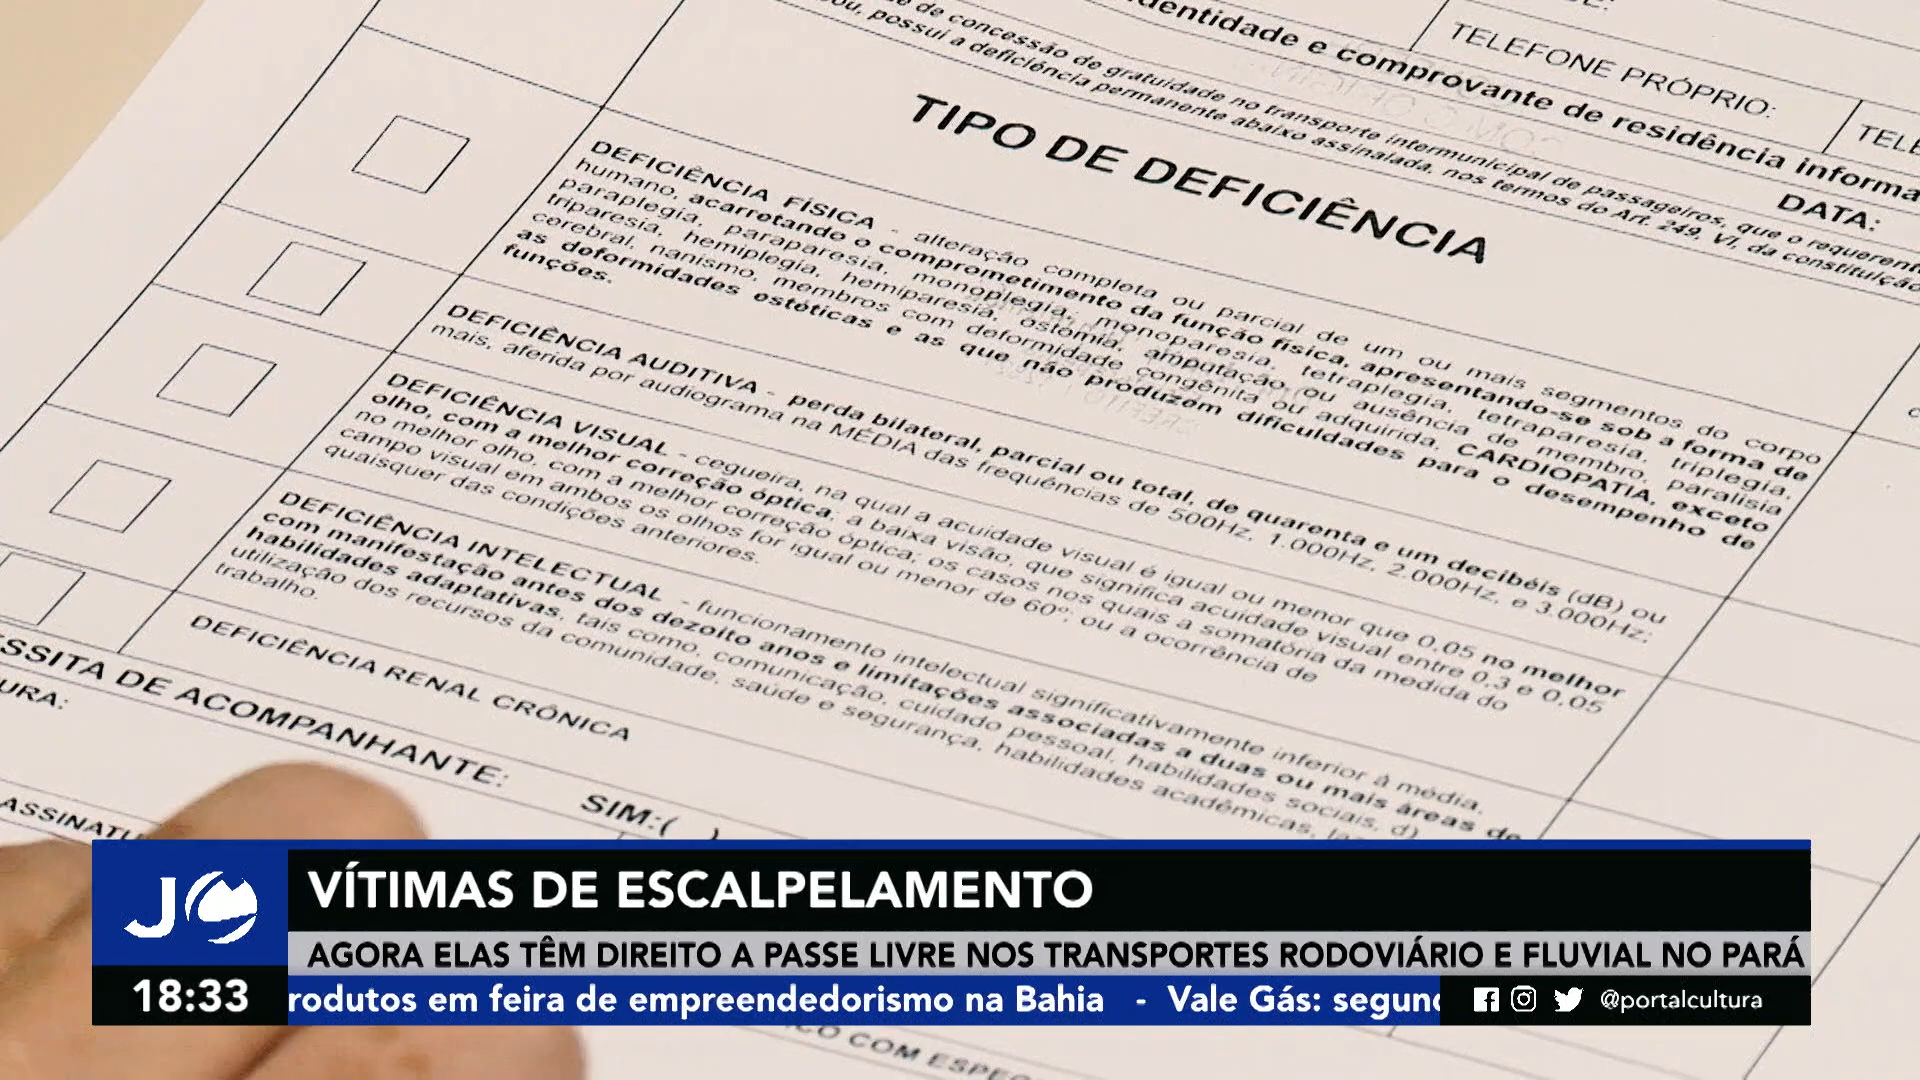 TELEFONE PRÓPRIO:
TELE
identidade e comprovante de residência informa
DATA:
de concessão de gratuidade no transporte intermunicipal de passageiros, que o requerent
possui a deficiência permanente abaixo assinalada, nos termos do Art. 249, VI, da constituição
TIPO DE DEFICIÊNCIA
DEFICIÊNCIA FÍSICA - alteração completa ou parcial de um ou mais segmentos do corpo
humano, acarretando o comprometimento da função física, apresentando-se sob a forma de
paraplegia, paraparesia, monoplegia, monoparesia, tetraplegia, tetraparesia, triplegia,
triparesia, hemiplegia, hemiparesia, ostomia, amputação ou ausência de membro, paralisia
cerebral, nanismo, membros com deformidade congênita ou adquirida, CARDIOPATIA, exceto
as deformidades estéticas e as que não produzem dificuldades para o desempenho de
funções.
DEFICIÊNCIA AUDITIVA - perda bilateral, parcial ou total, de quarenta e um decibéis (dB) ou
mais, aferida por audiograma na MÉDIA das frequências de 500Hz, 1.000Hz, 2.000Hz, e 3.000Hz;
DEFICIÊNCIA VISUAL - cegueira, na qual a acuidade visual é igual ou menor que 0,05 no melhor
olho, com a melhor correção óptica, a baixa visão, que significa acuidade visual entre 0,3 e 0,05
no melhor olho, com a melhor correção óptica; os casos nos quais a somatória da medida do
campo visual em ambos os olhos for igual ou menor de 60º; ou a ocorrência de
quaisquer das condições anteriores.
DEFICIÊNCIA INTELECTUAL - funcionamento intelectual significativamente inferior à média,
com manifestação antes dos dezoito anos e limitações associadas a duas ou mais áreas de
habilidades adaptativas, tais como, comunicação, cuidado pessoal, habilidades sociais, d)
utilização dos recursos da comunidade, saúde e segurança, habilidades acadêmicas,
trabalho.
DEFICIÊNCIA RENAL CRÔNICA
ESSITA DE ACOMPANHANTE: SIM:( )
URA:
ASSINATU
VÍTIMAS DE ESCALPELAMENTO
AGORA ELAS TÊM DIREITO A PASSE LIVRE NOS TRANSPORTES RODOVIÁRIO E FLUVIAL NO PARÁ
18:33
rodutos em feira de empreendedorismo na Bahia - Vale Gás: segund
@portalcultura
ICO COM ESPEC